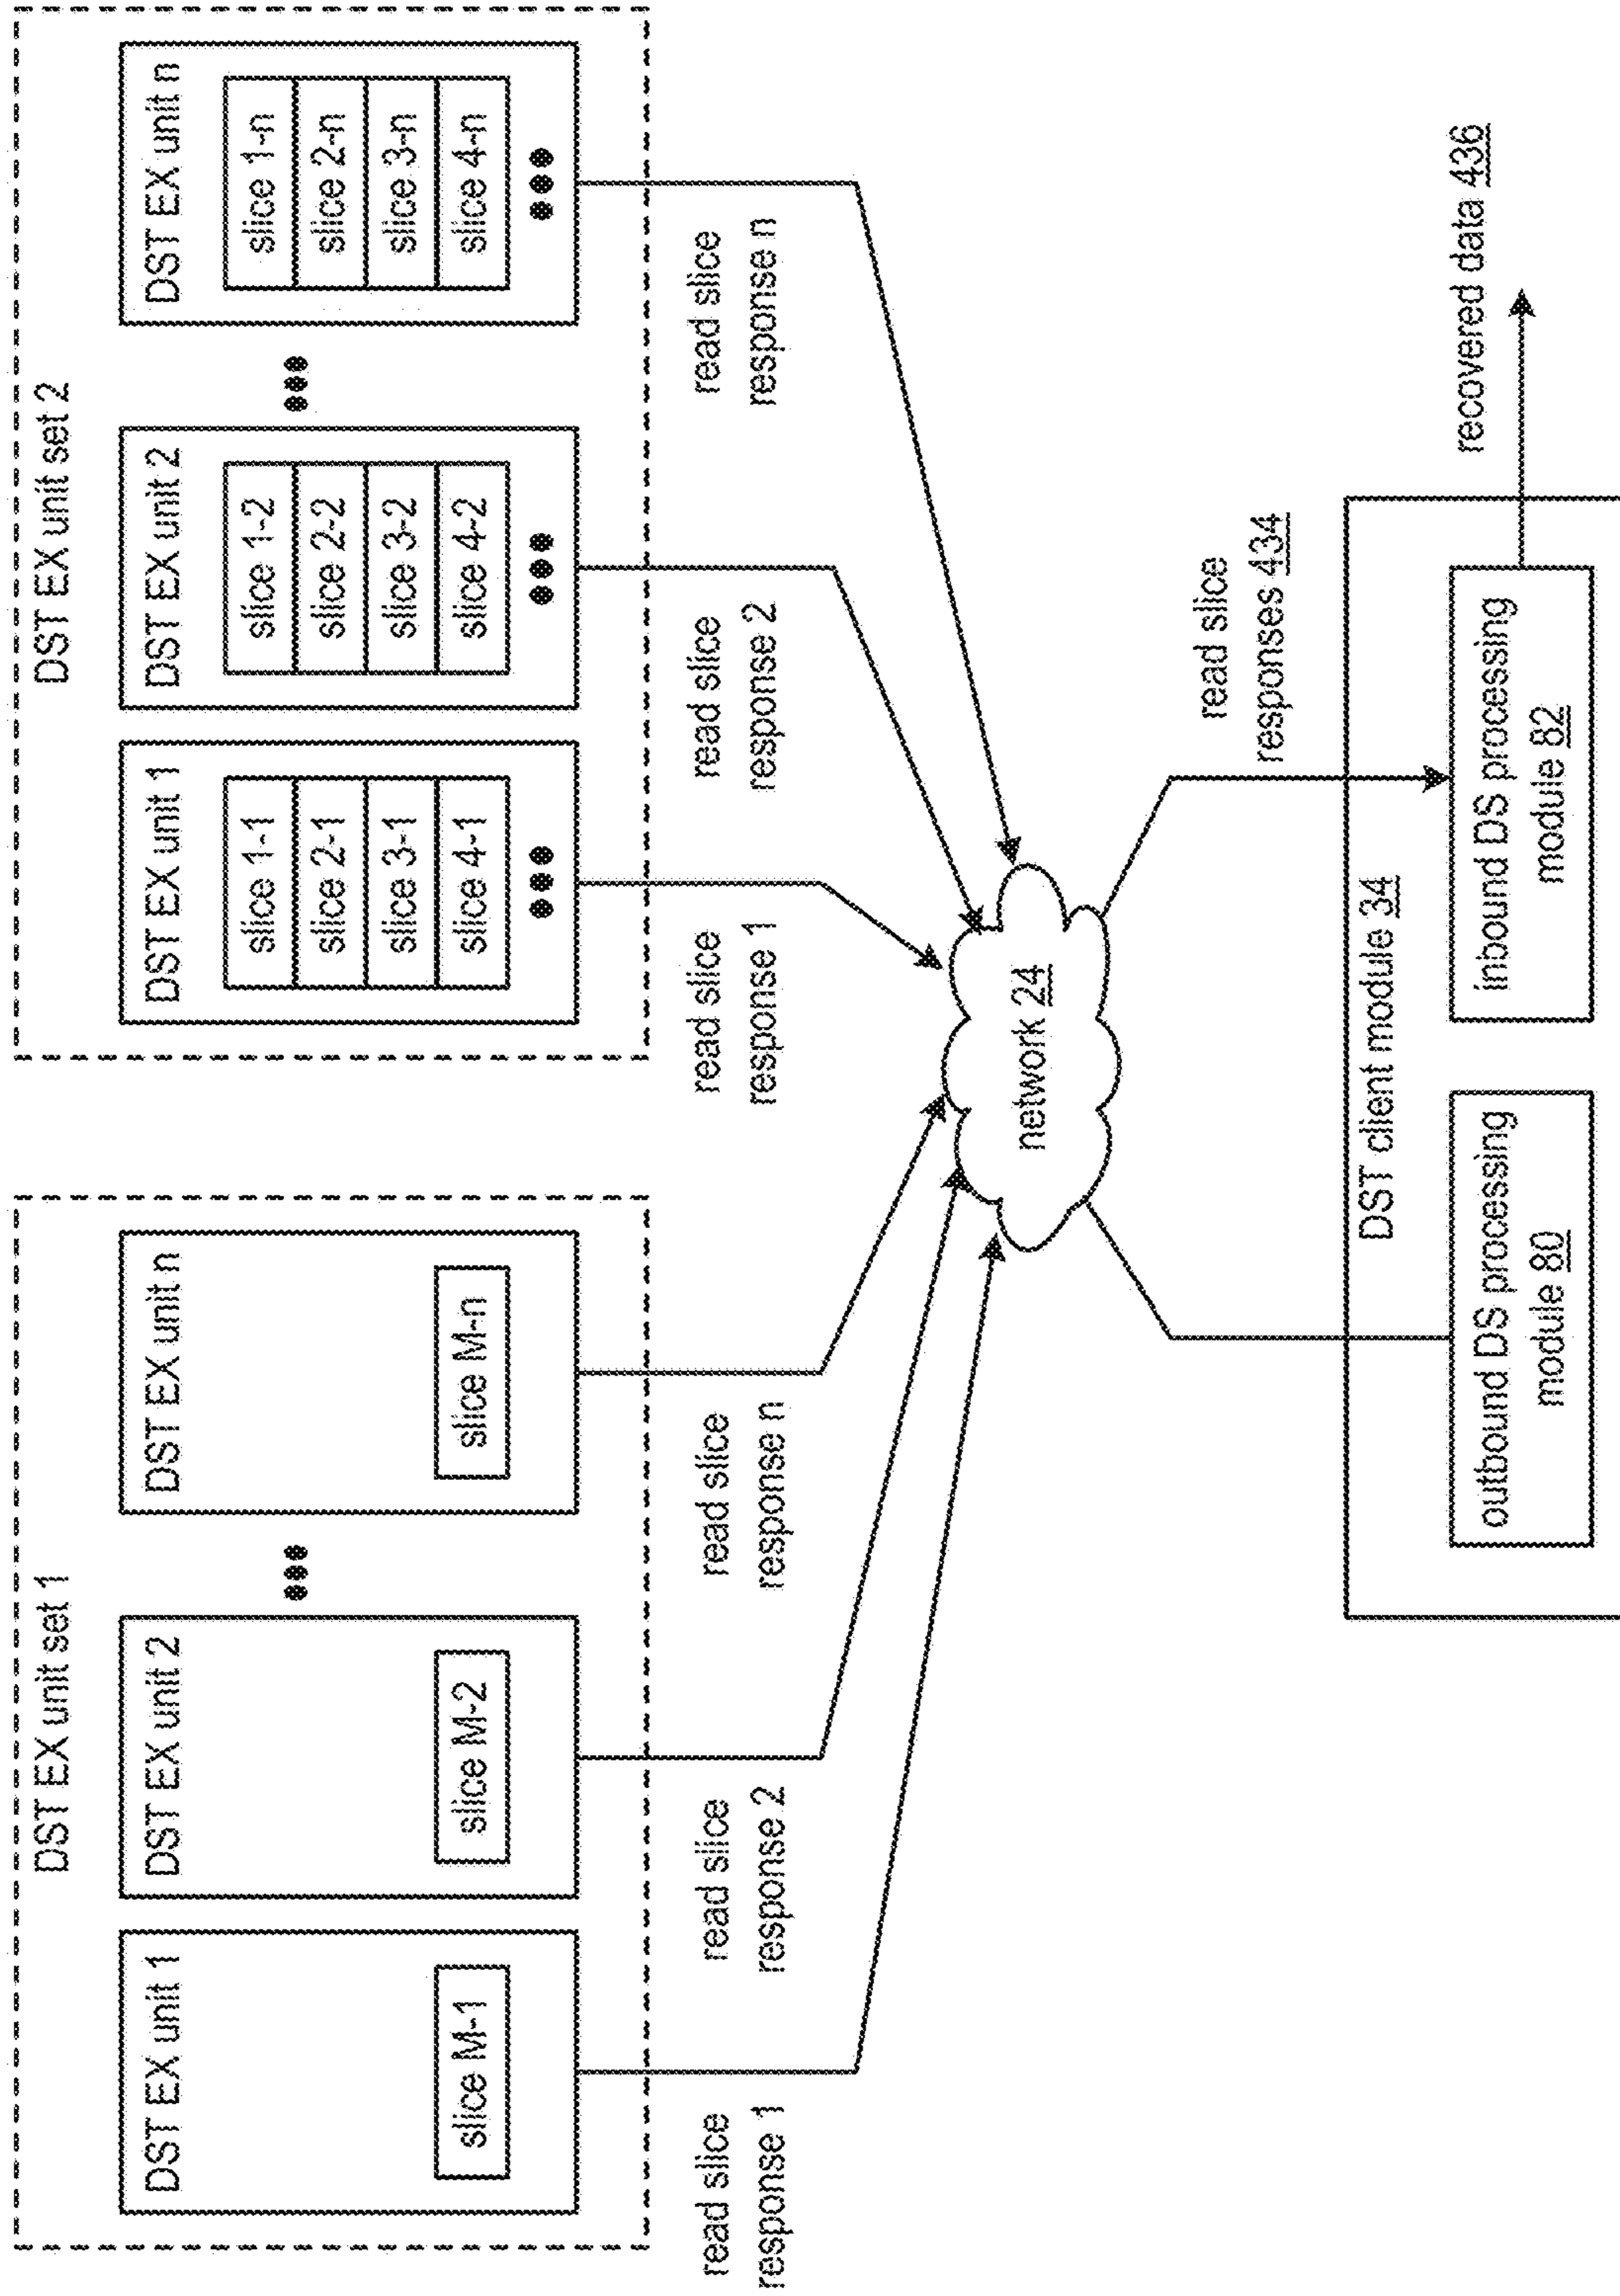 DST EX unit set 1
DST EX unit 1
slice M-1
DST EX unit 2
slice M-2
DST EX unit n
slice M-n
DST EX unit set 2
DST EX unit 1
slice 1-1
slice 2-1
slice 3-1
slice 4-1
DST EX unit 2
slice 1-2
slice 2-2
slice 3-2
slice 4-2
DST EX unit n
slice 1-n
slice 2-n
slice 3-n
slice 4-n
read slice
response 1
read slice
response 2
read slice
response n
read slice
response 1
read slice
response 2
read slice
response n
network 24
read slice
responses 434
DST client module 34
outbound DS processing
module 80
inbound DS processing
module 82
recovered data 436